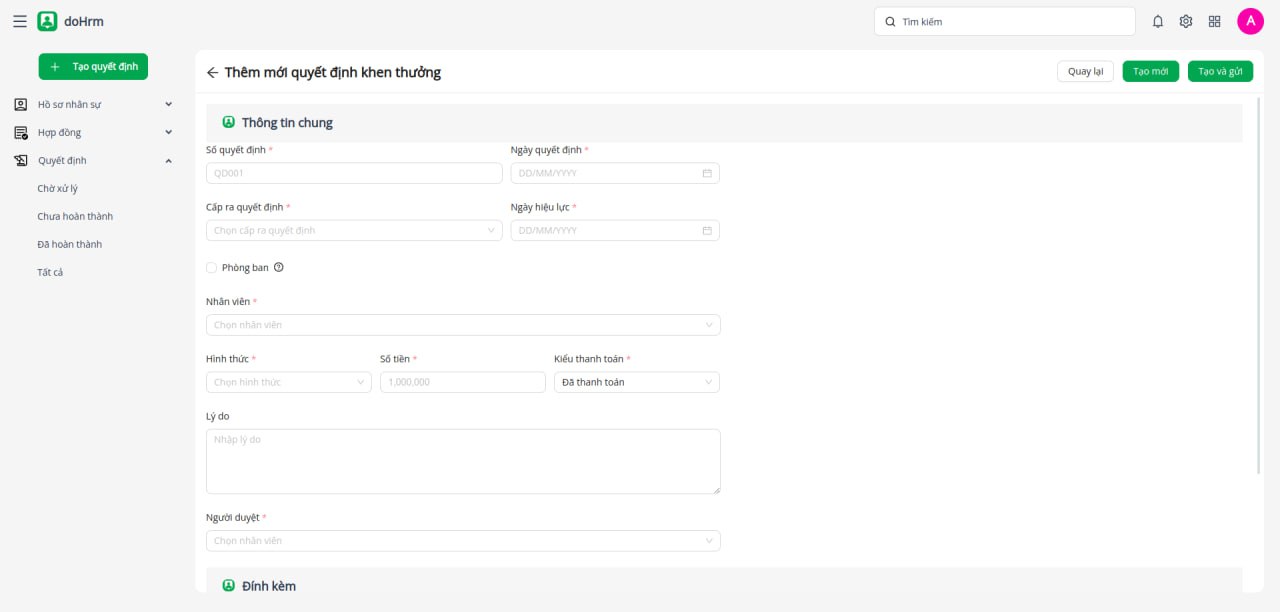 doHrm
Tìm kiếm
A
Tạo quyết định
Hồ sơ nhân sự
Hợp đồng
Quyết định
Chờ xử lý
Chưa hoàn thành
Đã hoàn thành
Tất cả
Thêm mới quyết định khen thưởng
Quay lại
Tạo mới
Tạo và gửi
Thông tin chung
Số quyết định *
Ngày quyết định *
QD001
DD/MM/YYYY
Cấp ra quyết định *
Ngày hiệu lực *
Chọn cấp ra quyết định
DD/MM/YYYY
Phòng ban
Nhân viên *
Chọn nhân viên
Hình thức *
Số tiền *
Kiểu thanh toán *
Chọn hình thức
1,000,000
Đã thanh toán
Lý do
Nhập lý do
Người duyệt *
Chọn nhân viên
Đính kèm